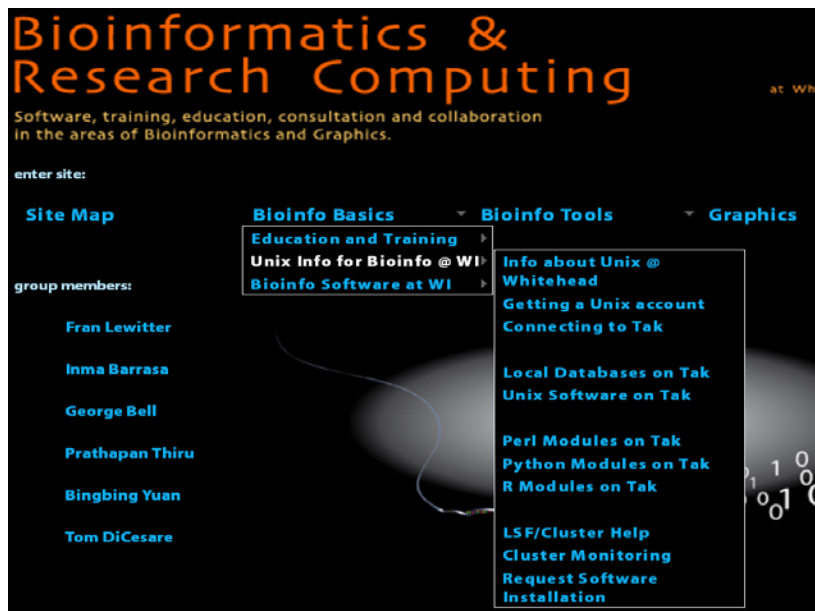 Bioinformatics &
Research Computing
at Wh
Software, training, education, consultation and collaboration
in the areas of Bioinformatics and Graphics.
enter site:
Site Map
Bioinfo Basics
Bioinfo Tools
Graphics
Education and Training
Unix Info for Bioinfo @ WI
Bioinfo Software at WI
Info about Unix @
Whitehead
Getting a Unix account
Connecting to Tak
Local Databases on Tak
Unix Software on Tak
Perl Modules on Tak
Python Modules on Tak
R Modules on Tak
LSF/Cluster Help
Cluster Monitoring
Request Software
Installation
group members:
Fran Lewitter
Inma Barrasa
George Bell
Prathapan Thiru
Bingbing Yuan
Tom DiCesare